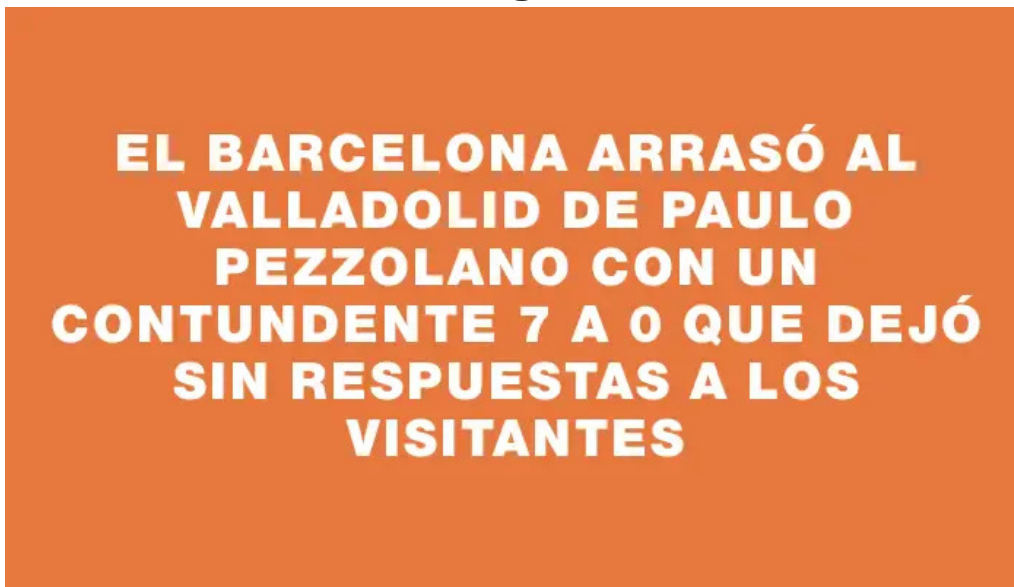 EL BARCELONA ARRASÓ AL
VALLADOLID DE PAULO
PEZZOLANO CON UN
CONTUNDENTE 7 A 0 QUE DEJÓ
SIN RESPUESTAS A LOS
VISITANTES